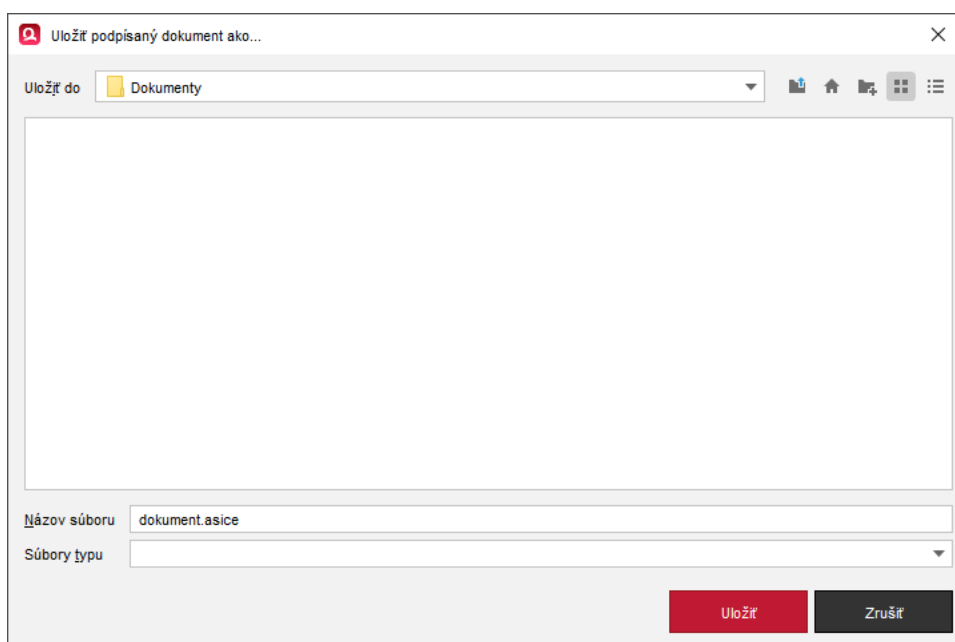 Uložiť podpísaný dokument ako...
Uložiť do Dokumenty
Názov súboru dokument.asice
Súbory typu
Uložiť Zrušiť